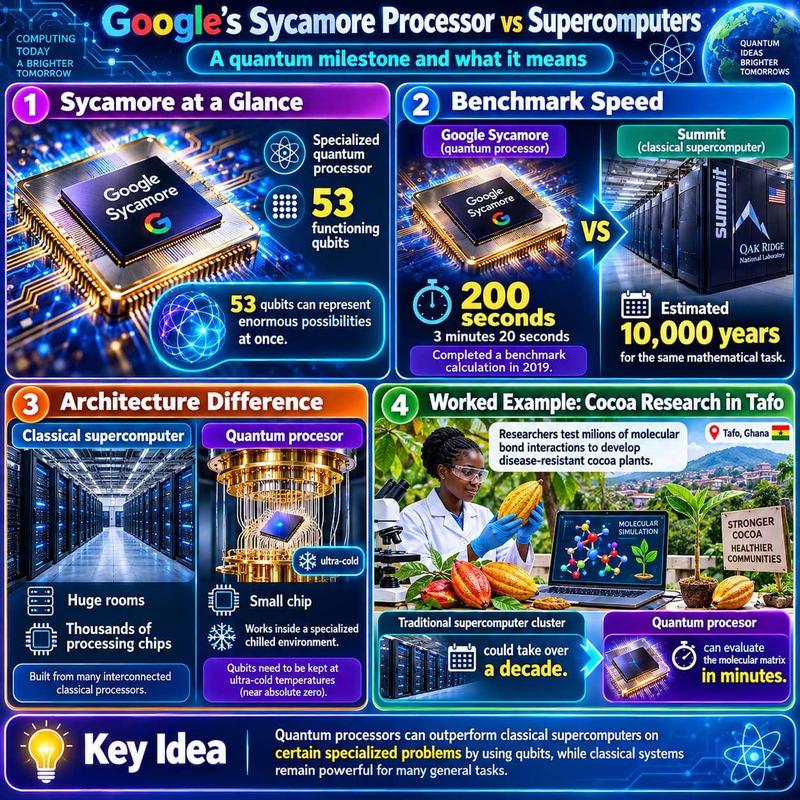 Google's Sycamore Processor vs Supercomputers
A quantum milestone and what it means
COMPUTING
TODAY
A BRIGHTER
TOMORROW
QUANTUM
IDEAS
BRIGHTER
TOMORROWS
1 Sycamore at a Glance
Google
Sycamore
G
Specialized
quantum
processor
53
functioning
qubits
53 qubits can represent
enormous possibilities
at once.
2 Benchmark Speed
Google Sycamore
(quantum processor)
Google
Sycamore
G
200
seconds
3 minutes 20 seconds
Completed a benchmark
calculation in 2019.
VS
Summit
(classical supercomputer)
summit
OAK RIDGE
National Laboratory
Estimated
10,000 years
for the same mathematical task.
3 Architecture Difference
Classical supercomputer
Huge rooms
Thousands of
processing chips
Built from many interconnected
classical processors.
Quantum procesor
ultra-cold
Small chip
Works inside a specialized
chilled environment.
Qubits need to be kept at
ultra-cold temperatures
(near absolute zero).
4 Worked Example: Cocoa Research in Tafo
Researchers test milions of molecular
bond interactions to develop
disease-resistant cocoa plants.
Tafo, Ghana
MOLECULAR
SIMULATION
STRONGER
COCOA
HEALTHIER
COMMUNITIES
Traditional supercomputer cluster
could take over
a decade.
Quantum procesor
can evaluate
the molecular matrix
in minutes.
Key Idea
Quantum processors can outperform classical supercomputers on
certain specialized problems by using qubits, while classical systems
remain powerful for many general tasks.